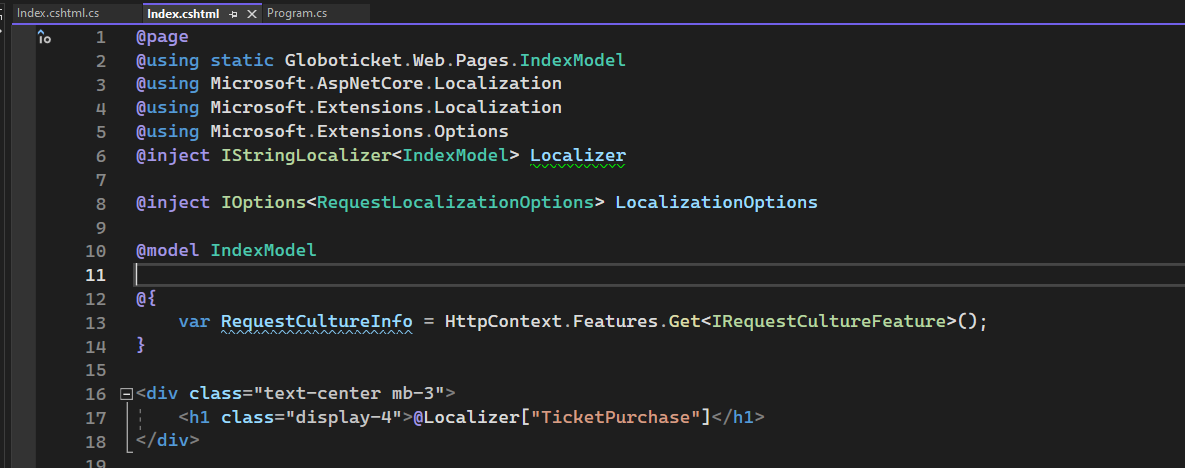 Index.cshtml.cs Index.cshtml Program.cs
1 @page
2 @using static Globoticket.Web.Pages.IndexModel
3 @using Microsoft.AspNetCore.Localization
4 @using Microsoft.Extensions.Localization
5 @using Microsoft.Extensions.Options
6 @inject IStringLocalizer<IndexModel> Localizer
7
8 @inject IOptions<RequestLocalizationOptions> LocalizationOptions
9
10 @model IndexModel
11
12 @{
13 var RequestCultureInfo = HttpContext.Features.Get<IRequestCultureFeature>();
14 }
15
16 <div class="text-center mb-3">
17 <h1 class="display-4">@Localizer["TicketPurchase"]</h1>
18 </div>
19